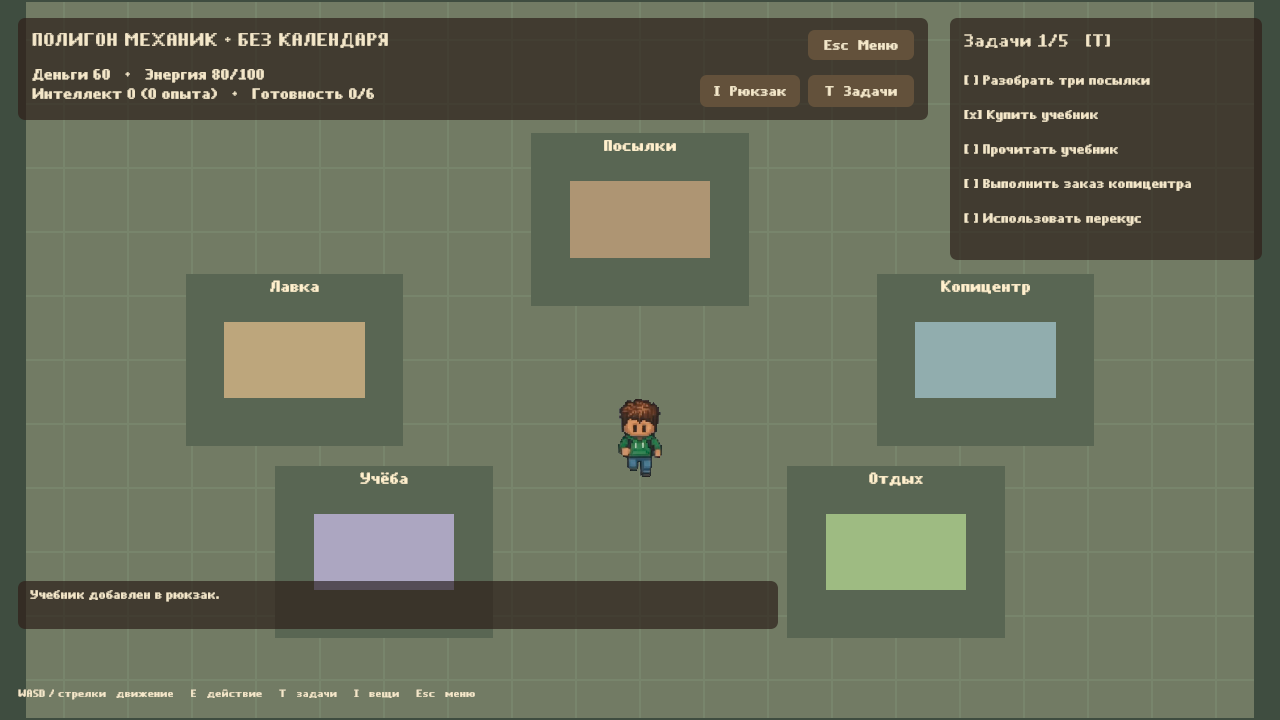 ПОЛИГОН МЕХАНИК • БЕЗ КАЛЕНДАРЯ
Деньги 60 • Энергия 80/100
Интеллект 0 (0 опыта) • Готовность 0/6
Esc Меню
I Рюкзак
T Задачи
Задачи 1/5 [T]
[ ] Разобрать три посылки
[x] Купить учебник
[ ] Прочитать учебник
[ ] Выполнить заказ копицентра
[ ] Использовать перекус
Посылки
Лавка
Копицентр
Учёба
Отдых
Учебник добавлен в рюкзак.
WASD / стрелки движение E действие T задачи I вещи Esc меню